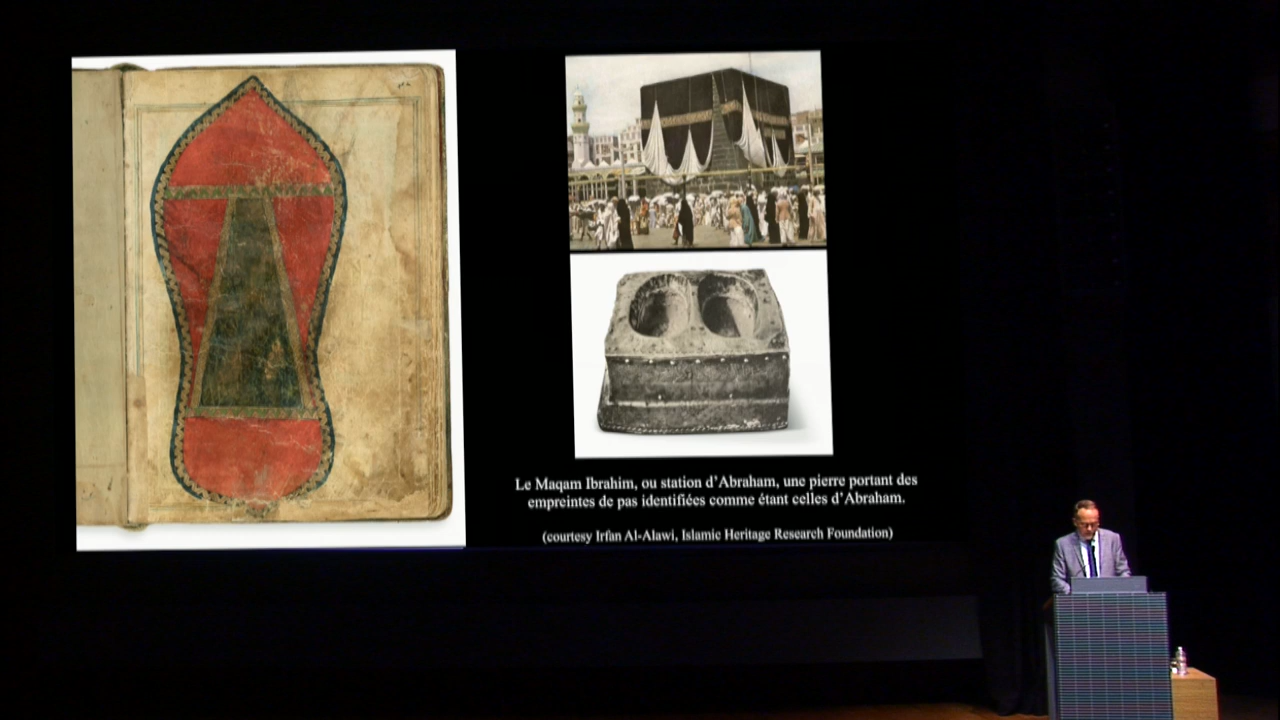 Le Maqam Ibrahim, ou station d'Abraham, une pierre portant des
empreintes de pas identifiées comme étant celles d'Abraham.
(courtesy Irfan Al-Alawi, Islamic Heritage Research Foundation)